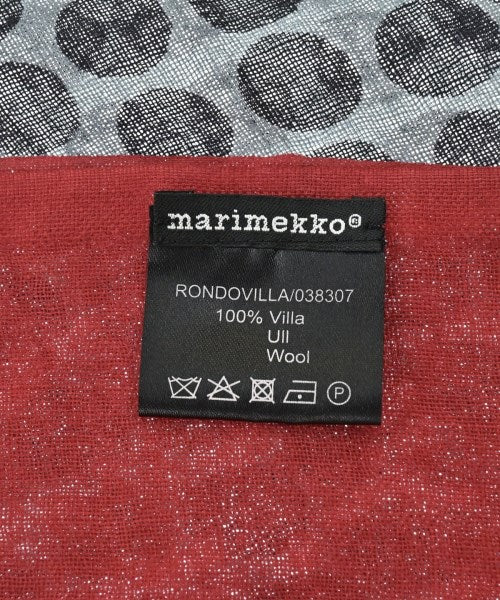 marimekko®
RONDOVILLA/038307
100% Villa
Ull
Wool
P